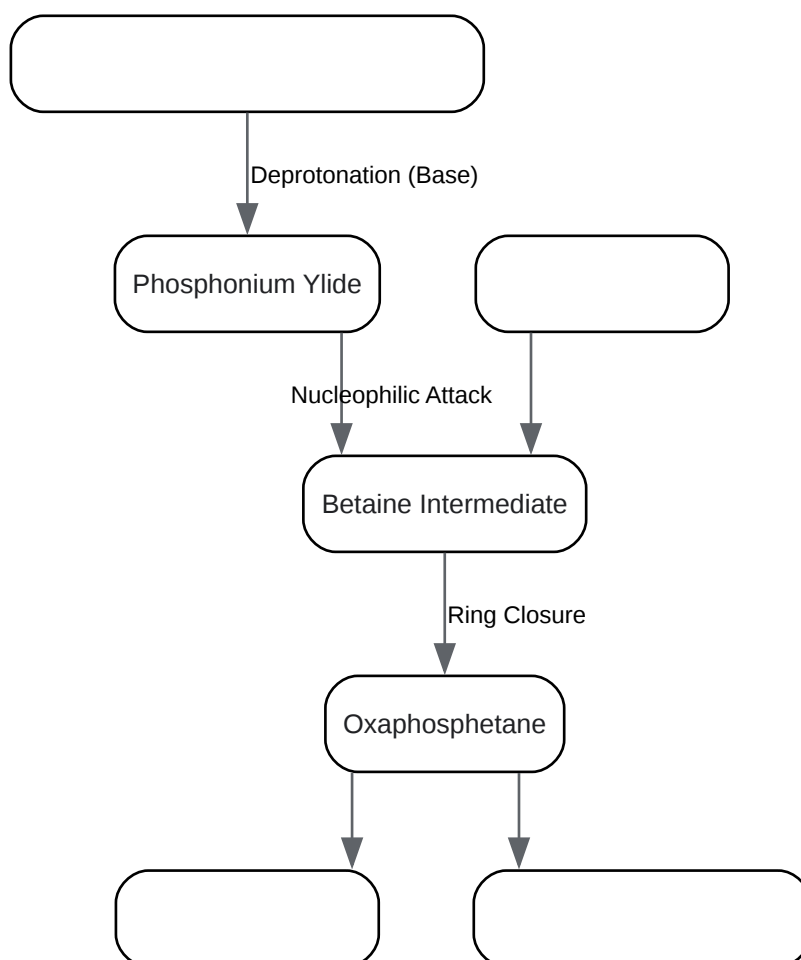 Deprotonation (Base)
Phosphonium Ylide
Nucleophilic Attack
Betaine Intermediate
Ring Closure
Oxaphosphetane